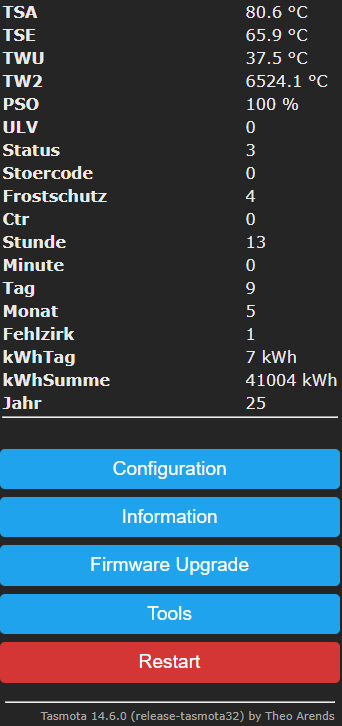 TSA 80.6 °C
TSE 65.9 °C
TWU 37.5 °C
TW2 6524.1 °C
PSO 100 %
ULV 0
Status 3
Stoercode 0
Frostschutz 4
Ctr 0
Stunde 13
Minute 0
Tag 9
Monat 5
Fehlzirk 1
kWhTag 7 kWh
kWhSumme 41004 kWh
Jahr 25
Configuration
Information
Firmware Upgrade
Tools
Restart
Tasmota 14.6.0 (release-tasmota32) by Theo Arends